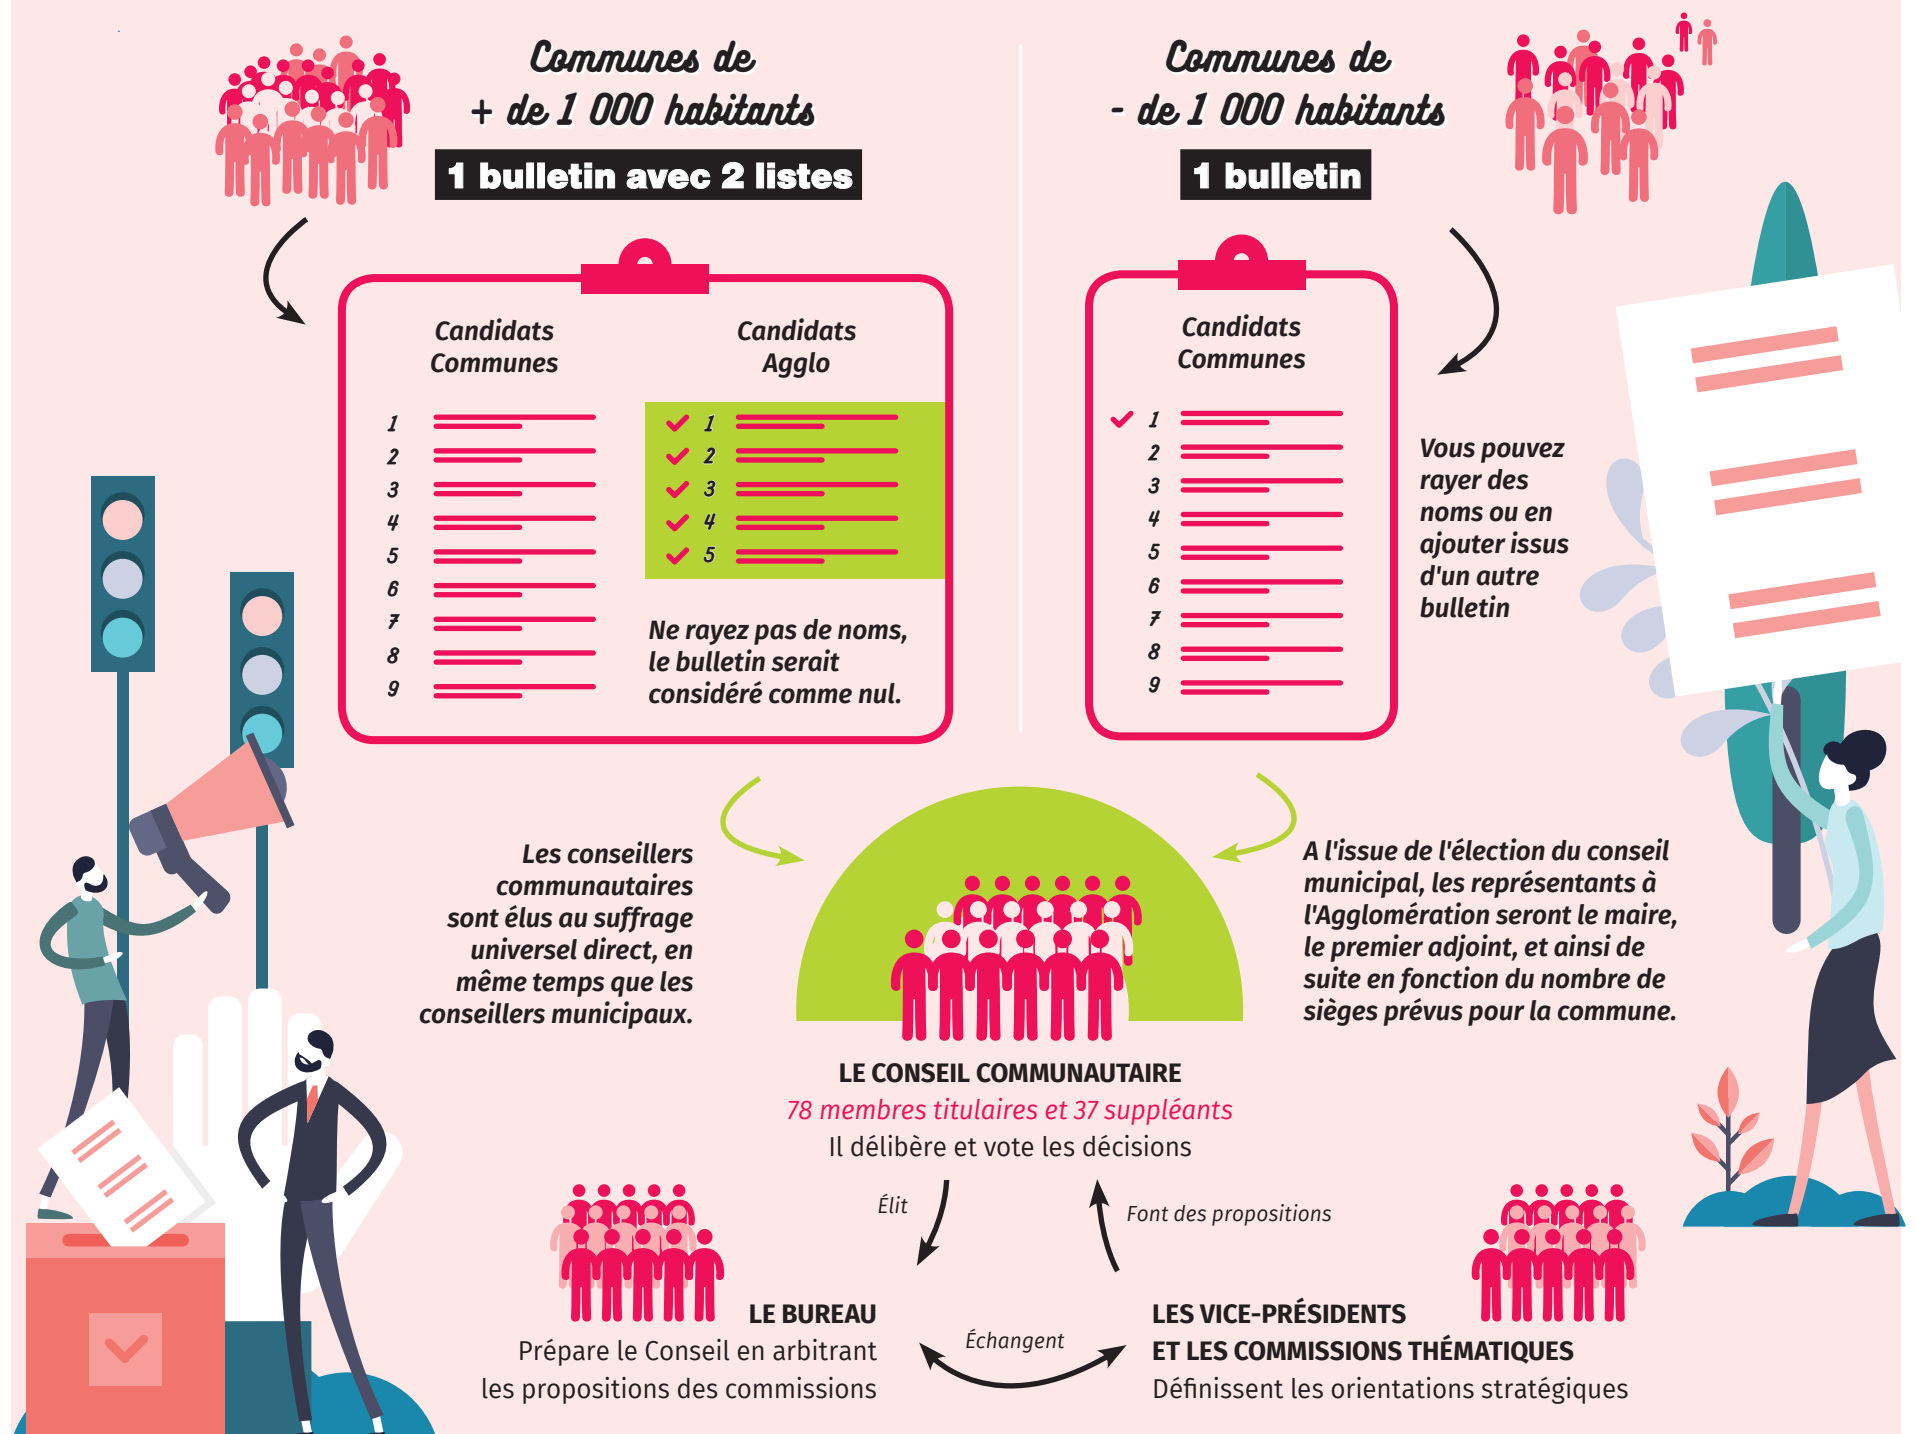 Communes de
+ de 1 000 habitants
1 bulletin avec 2 listes
Candidats
Communes
1
2
3
4
5
6
7
8
9
Candidats
Agglo
1
2
3
4
5
Ne rayez pas de noms,
le bulletin serait
considéré comme nul.
Communes de
- de 1 000 habitants
1 bulletin
Candidats
Communes
1
2
3
4
5
6
7
8
9
Vous pouvez
rayer des
noms ou en
ajouter issus
d'un autre
bulletin
Les conseillers
communautaires
sont élus au suffrage
universel direct, en
même temps que les
conseillers municipaux.
A l'issue de l'élection du conseil
municipal, les représentants à
l'Agglomération seront le maire,
le premier adjoint, et ainsi de
suite en fonction du nombre de
sièges prévus pour la commune.
LE CONSEIL COMMUNAUTAIRE
78 membres titulaires et 37 suppléants
Il délibère et vote les décisions
Élit
Font des propositions
LE BUREAU
Prépare le Conseil en arbitrant
les propositions des commissions
Échangent
LES VICE-PRÉSIDENTS
ET LES COMMISSIONS THÉMATIQUES
Définissent les orientations stratégiques